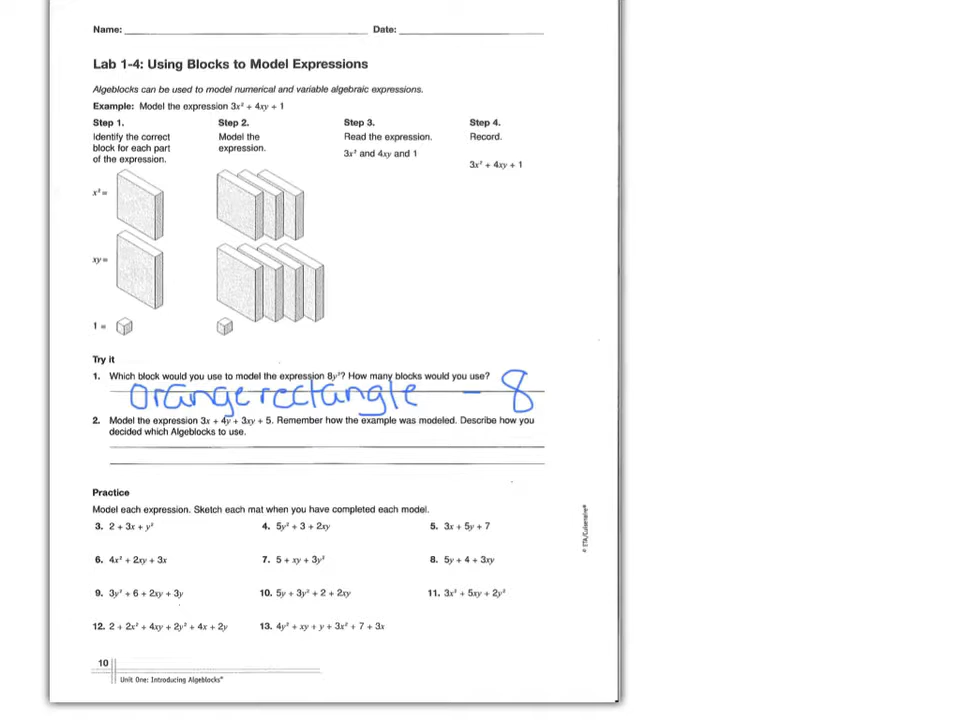 Name: Date:
Lab 1-4: Using Blocks to Model Expressions
Algeblocks can be used to model numerical and variable algebraic expressions.
Example: Model the expression 3x² + 4xy + 1
Step 1.
Identify the correct
block for each part
of the expression.
Step 2.
Model the
expression.
Step 3.
Read the expression.
3x² and 4xy and 1
Step 4.
Record.
3x² + 4xy + 1
x² =
xy =
1 =
Try it
1. Which block would you use to model the expression 8y²? How many blocks would you use?
orange rectangle - 8
2. Model the expression 3x + 4y + 3xy + 5. Remember how the example was modeled. Describe how you
decided which Algeblocks to use.
Practice
Model each expression. Sketch each mat when you have completed each model.
3. 2 + 3x + y² 4. 5y² + 3 + 2xy 5. 3x + 5y + 7
6. 4x² + 2xy + 3x 7. 5 + xy + 3y² 8. 5y + 4 + 3xy
9. 3y² + 6 + 2xy + 3y 10. 5y + 3y² + 2 + 2xy 11. 3x² + 5xy + 2y²
12. 2 + 2x² + 4xy + 2y² + 4x + 2y 13. 4y² + xy + y + 3x² + 7 + 3x
© ETA/Cuisenaire®
10
Unit One: Introducing Algeblocks®